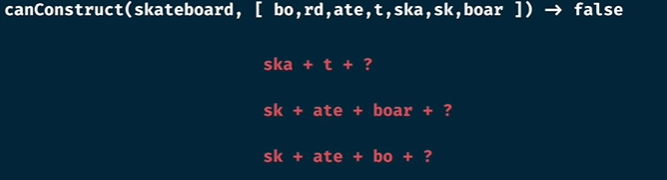 canConstruct(skateboard, [ bo,rd,ate,t,ska,sk,boar ]) → false
ska + t + ?
sk + ate + boar + ?
sk + ate + bo + ?